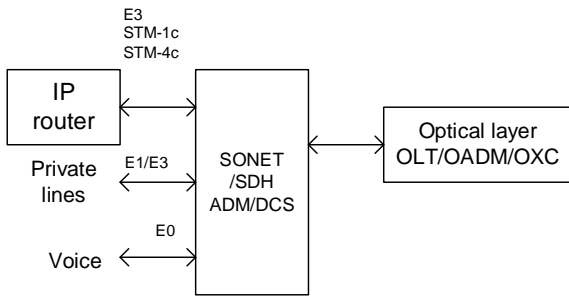 E3
STM-1c
STM-4c
IP
router
Private
lines
E1/E3
E0
Voice
SONET
/SDH
ADM/DCS
Optical layer
OLT/OADM/OXC